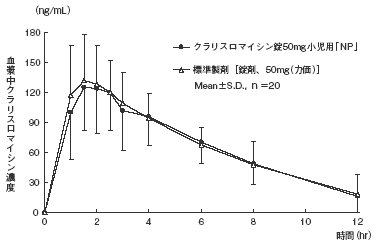 (ng/mL)
血漿中クラリスロマイシン濃度
180
150
120
90
60
30
0
クラリスロマイシン錠50mg小児用「NP」
標準製剤［錠剤、50mg(力価)］
Mean±S.D., n=20
0 2 4 6 8 10 12
時間(hr)